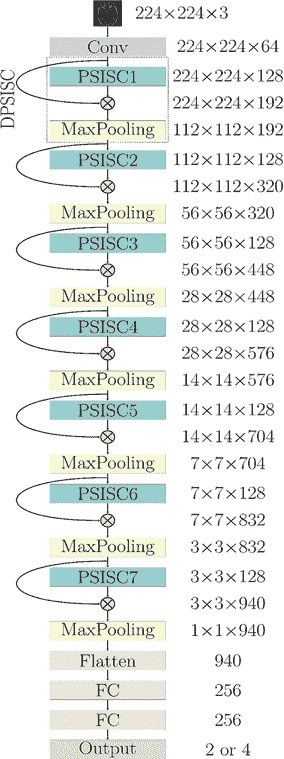 224×224×3
Conv 224×224×64
DPSISC
PSISC1 224×224×128
224×224×192
MaxPooling 112×112×192
PSISC2 112×112×128
112×112×320
MaxPooling 56×56×320
PSISC3 56×56×128
56×56×448
MaxPooling 28×28×448
PSISC4 28×28×128
28×28×576
MaxPooling 14×14×576
PSISC5 14×14×128
14×14×704
MaxPooling 7×7×704
PSISC6 7×7×128
7×7×832
MaxPooling 3×3×832
PSISC7 3×3×128
3×3×940
MaxPooling 1×1×940
Flatten 940
FC 256
FC 256
Output 2 or 4